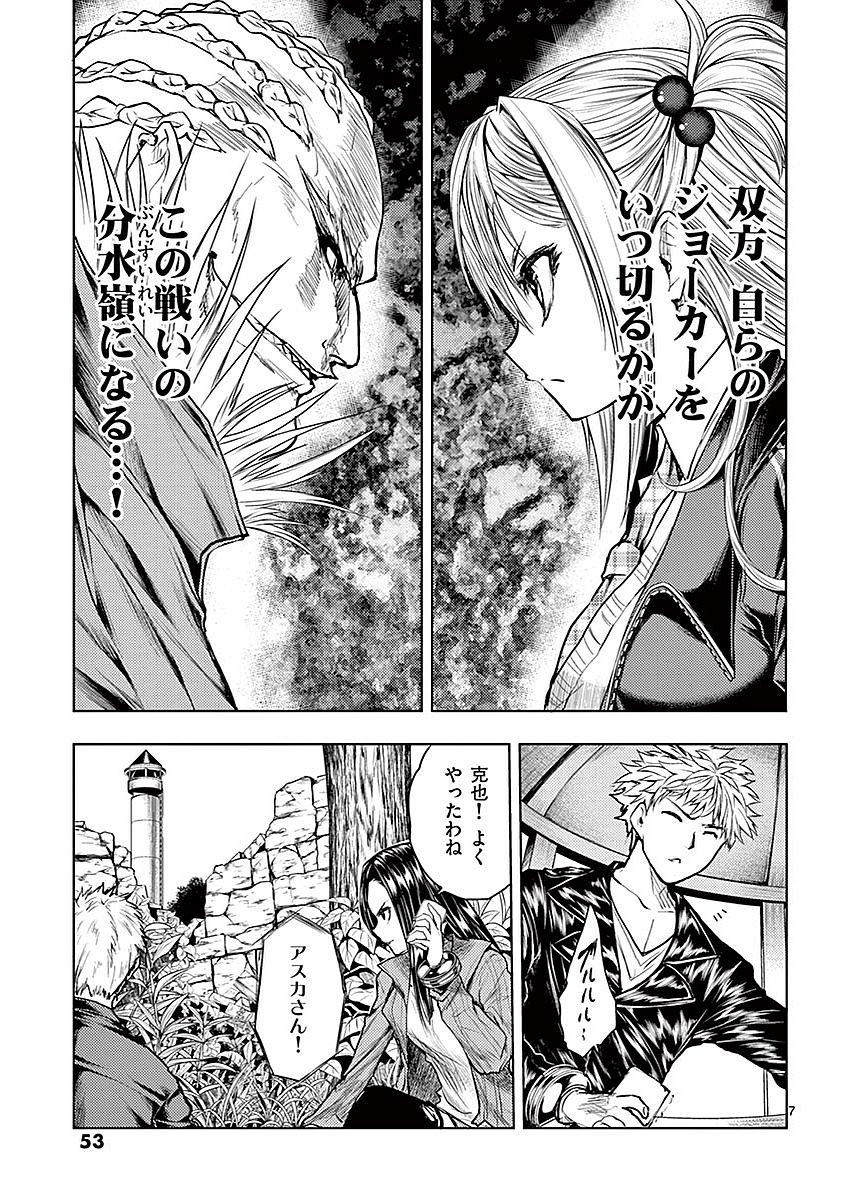 双方　自らの
ジョーカーを
いつ切るかが
この戦いの
分水嶺になる…！
ぶんすいれい
ブルルル…
克也！よく
やったわね
アスカさん！
7
53